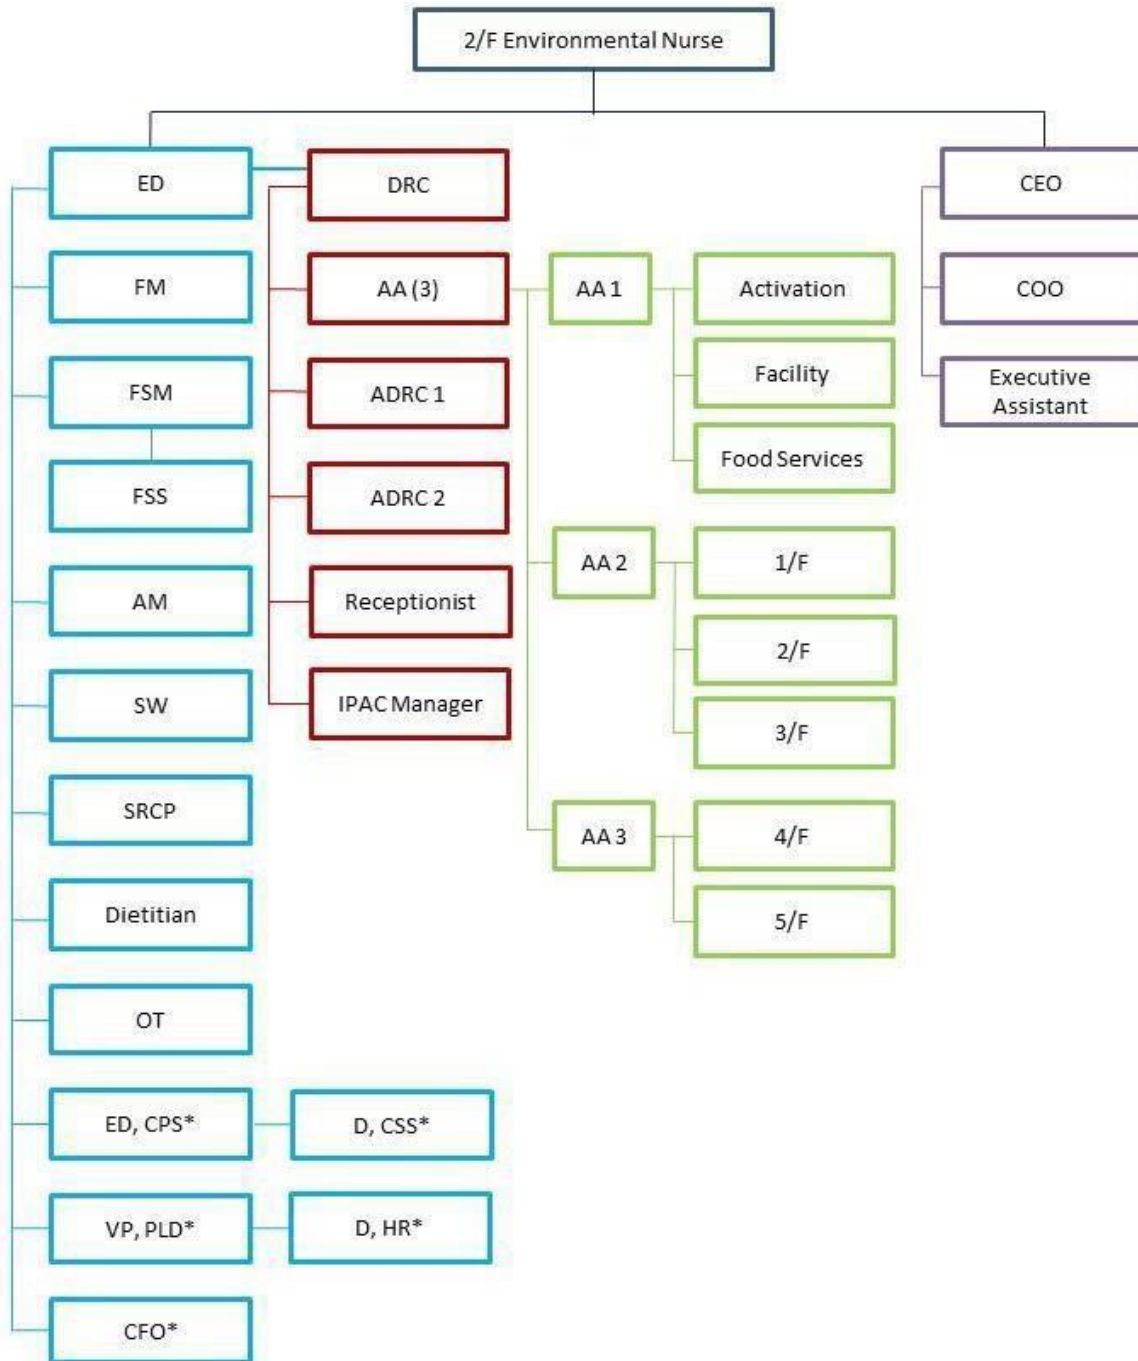 2/F Environmental Nurse
ED
DRC
CEO
FM
AA (3)
AA 1
Activation
COO
FSM
ADRC 1
Facility
Executive
Assistant
FSS
ADRC 2
Food Services
AM
Receptionist
AA 2
1/F
2/F
SW
IPAC Manager
3/F
SRCP
AA 3
4/F
Dietitian
5/F
OT
ED, CPS*
D, CSS*
VP, PLD*
D, HR*
CFO*